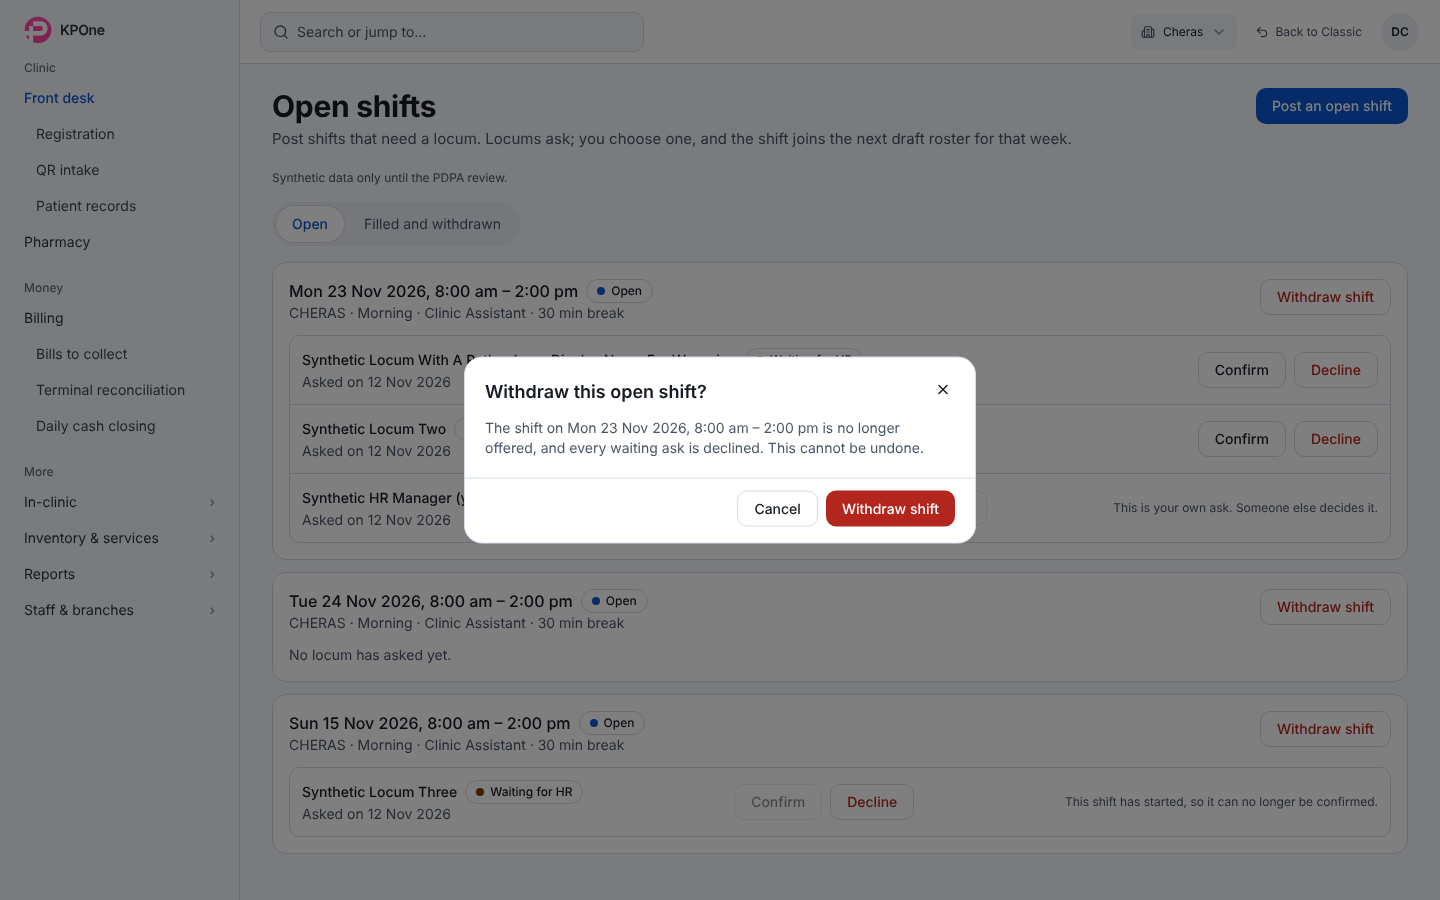 KPOne
Search or jump to...
Cheras
Back to Classic
DC
Clinic
Front desk
Registration
QR intake
Patient records
Pharmacy
Money
Billing
Bills to collect
Terminal reconciliation
Daily cash closing
More
In-clinic
Inventory & services
Reports
Staff & branches
Open shifts
Post an open shift
Post shifts that need a locum. Locums ask; you choose one, and the shift joins the next draft roster for that week.
Synthetic data only until the PDPA review.
Open
Filled and withdrawn
Mon 23 Nov 2026, 8:00 am – 2:00 pm
Open
Withdraw shift
CHERAS · Morning · Clinic Assistant · 30 min break
Synthetic Locum With A
Asked on 12 Nov 2026
Confirm
Decline
Synthetic Locum Two
Asked on 12 Nov 2026
Confirm
Decline
Synthetic HR Manager
Asked on 12 Nov 2026
This is your own ask. Someone else decides it.
Withdraw this open shift?
The shift on Mon 23 Nov 2026, 8:00 am – 2:00 pm is no longer
offered, and every waiting ask is declined. This cannot be undone.
Cancel
Withdraw shift
Tue 24 Nov 2026, 8:00 am – 2:00 pm
Open
Withdraw shift
CHERAS · Morning · Clinic Assistant · 30 min break
No locum has asked yet.
Sun 15 Nov 2026, 8:00 am – 2:00 pm
Open
Withdraw shift
CHERAS · Morning · Clinic Assistant · 30 min break
Synthetic Locum Three
Waiting for HR
Asked on 12 Nov 2026
Confirm
Decline
This shift has started, so it can no longer be confirmed.